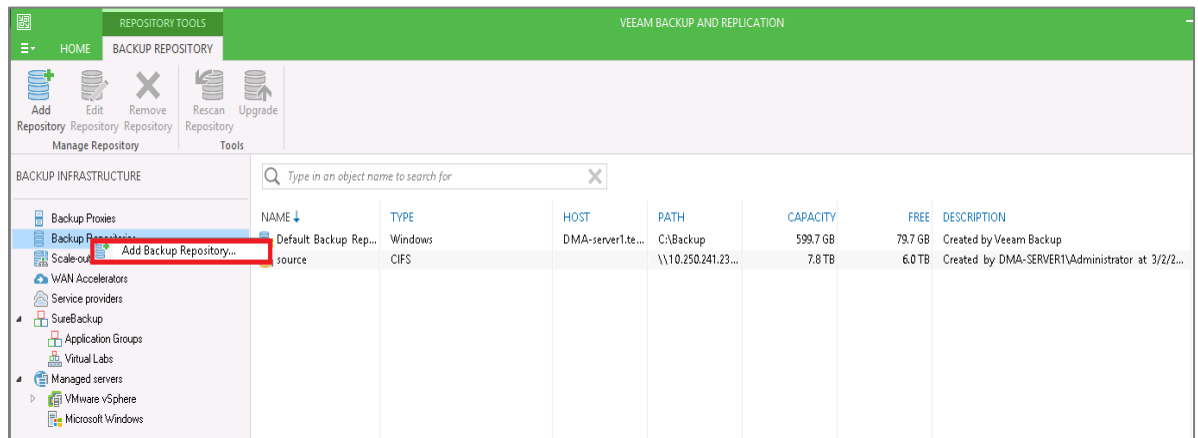 REPOSITORY TOOLS
VEEAM BACKUP AND REPLICATION
HOME BACKUP REPOSITORY
Add Repository
Edit Repository
Remove Repository
Rescan Repository
Upgrade
Manage Repository
Tools
BACKUP INFRASTRUCTURE
Type in an object name to search for
Backup Proxies
Backup
Add Backup Repository...
Scale-out
WAN Accelerators
Service providers
SureBackup
Application Groups
Virtual Labs
Managed servers
VMware vSphere
Microsoft Windows
NAME TYPE HOST PATH CAPACITY FREE DESCRIPTION
Default Backup Rep... Windows DMA-server1.te... C:\Backup 599.7 GB 79.7 GB Created by Veeam Backup
source CIFS \\10.250.241.23... 7.8 TB 6.0 TB Created by DMA-SERVER1\Administrator at 3/2/2...